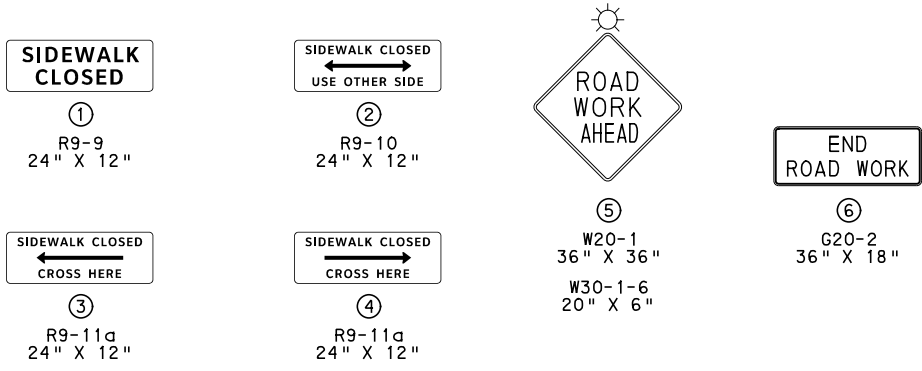 SIDEWALK
CLOSED
1
R9-9
24" X 12"
SIDEWALK CLOSED
USE OTHER SIDE
2
R9-10
24" X 12"
ROAD
WORK
AHEAD
5
W20-1
36" X 36"
W30-1-6
20" X 6"
END
ROAD WORK
6
G20-2
36" X 18"
SIDEWALK CLOSED
CROSS HERE
3
R9-11a
24" X 12"
SIDEWALK CLOSED
CROSS HERE
4
R9-11a
24" X 12"